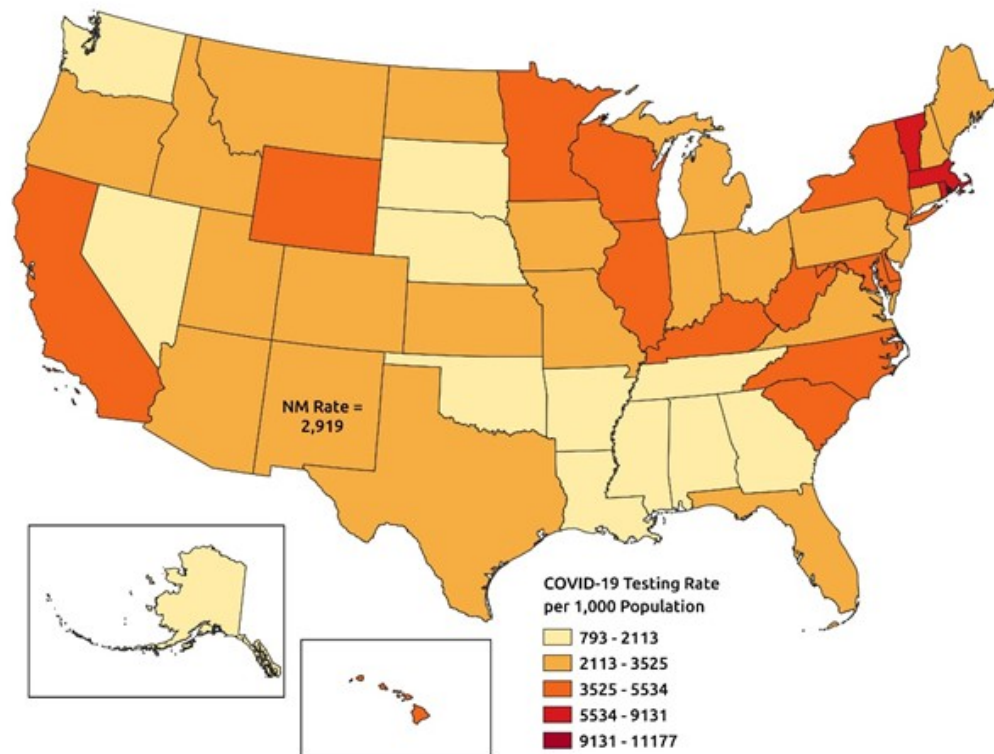 NM Rate =
2,919
COVID-19 Testing Rate
per 1,000 Population
793 - 2113
2113 - 3525
3525 - 5534
5534 - 9131
9131 - 11177